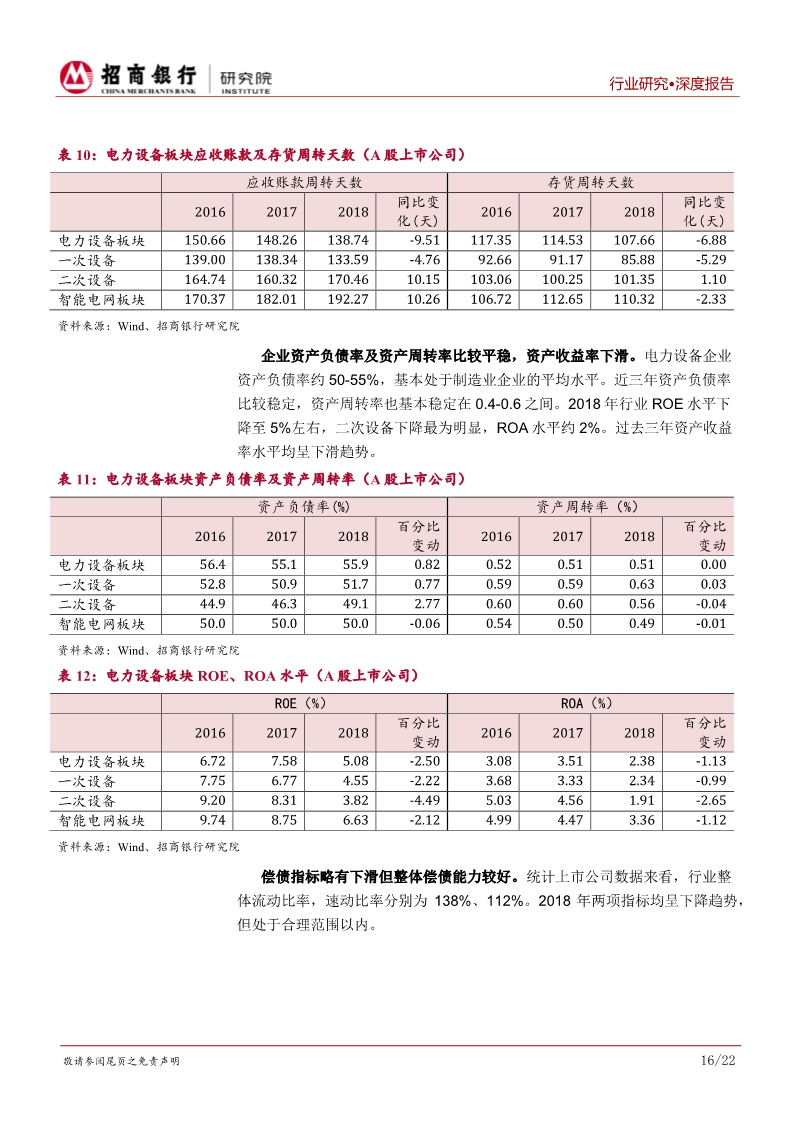 招商银行 研究院
CHINA MERCHANTS BANK INSTITUTE
行业研究•深度报告
表 10：电力设备板块应收账款及存货周转天数（A 股上市公司）
应收账款周转天数 存货周转天数
2016 2017 2018 同比变化(天) 2016 2017 2018 同比变化(天)
电力设备板块 150.66 148.26 138.74 -9.51 117.35 114.53 107.66 -6.88
一次设备 139.00 138.34 133.59 -4.76 92.66 91.17 85.88 -5.29
二次设备 164.74 160.32 170.46 10.15 103.06 100.25 101.35 1.10
智能电网板块 170.37 182.01 192.27 10.26 106.72 112.65 110.32 -2.33
资料来源：Wind、招商银行研究院
企业资产负债率及资产周转率比较平稳，资产收益率下滑。电力设备企业
资产负债率约 50-55%，基本处于制造业企业的平均水平。近三年资产负债率
比较稳定，资产周转率也基本稳定在 0.4-0.6 之间。2018 年行业 ROE 水平下
降至 5%左右，二次设备下降最为明显，ROA 水平约 2%。过去三年资产收益
率水平均呈下滑趋势。
表 11：电力设备板块资产负债率及资产周转率（A 股上市公司）
资产负债率(%) 资产周转率（%）
2016 2017 2018 百分比变动 2016 2017 2018 百分比变动
电力设备板块 56.4 55.1 55.9 0.82 0.52 0.51 0.51 0.00
一次设备 52.8 50.9 51.7 0.77 0.59 0.59 0.63 0.03
二次设备 44.9 46.3 49.1 2.77 0.60 0.60 0.56 -0.04
智能电网板块 50.0 50.0 50.0 -0.06 0.54 0.50 0.49 -0.01
资料来源：Wind、招商银行研究院
表 12：电力设备板块 ROE、ROA 水平（A 股上市公司）
ROE（%） ROA（%）
2016 2017 2018 百分比变动 2016 2017 2018 百分比变动
电力设备板块 6.72 7.58 5.08 -2.50 3.08 3.51 2.38 -1.13
一次设备 7.75 6.77 4.55 -2.22 3.68 3.33 2.34 -0.99
二次设备 9.20 8.31 3.82 -4.49 5.03 4.56 1.91 -2.65
智能电网板块 9.74 8.75 6.63 -2.12 4.99 4.47 3.36 -1.12
资料来源：Wind、招商银行研究院
偿债指标略有下滑但整体偿债能力较好。统计上市公司数据来看，行业整
体流动比率，速动比率分别为 138%、112%。2018 年两项指标均呈下降趋势，
但处于合理范围以内。
敬请参阅尾页之免责声明 16/22